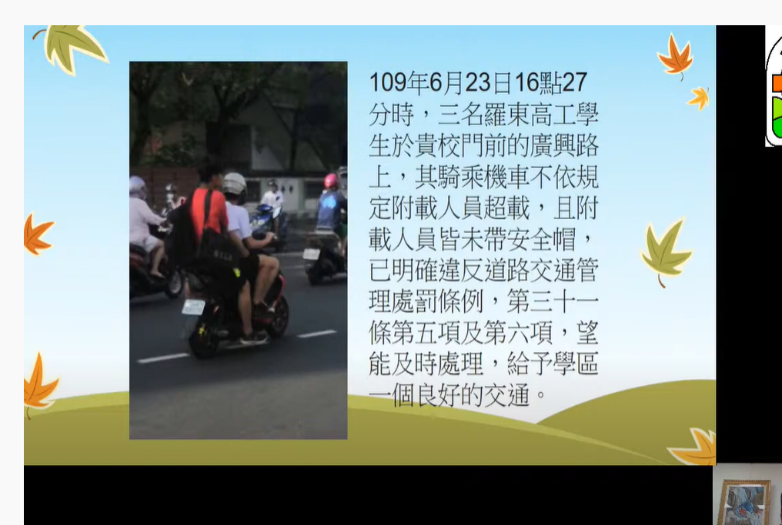 109年6月23日16點27
分時，三名羅東高工學
生於貴校門前的廣興路
上，其騎乘機車不依規
定附載人員超載，且附
載人員皆未帶安全帽，
已明確違反道路交通管
理處罰條例，第三十一
條第五項及第六項，望
能及時處理，給予學區
一個良好的交通。